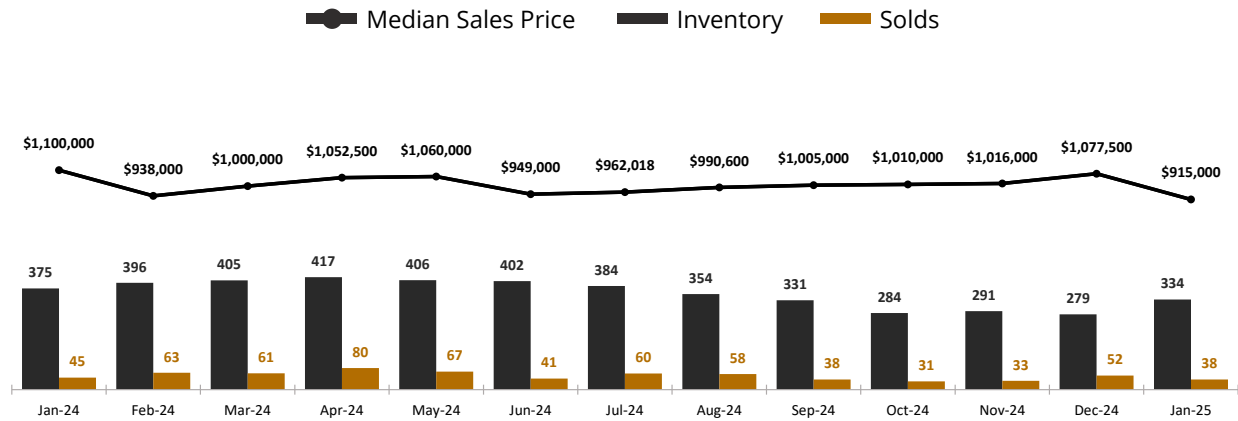 Median Sales Price Inventory Solds
$1,100,000 $938,000 $1,000,000 $1,052,500 $1,060,000 $949,000 $962,018 $990,600 $1,005,000 $1,010,000 $1,016,000 $1,077,500 $915,000
375 396 405 417 406 402 384 354 331 284 291 279 334
45 63 61 80 67 41 60 58 38 31 33 52 38
Jan-24 Feb-24 Mar-24 Apr-24 May-24 Jun-24 Jul-24 Aug-24 Sep-24 Oct-24 Nov-24 Dec-24 Jan-25